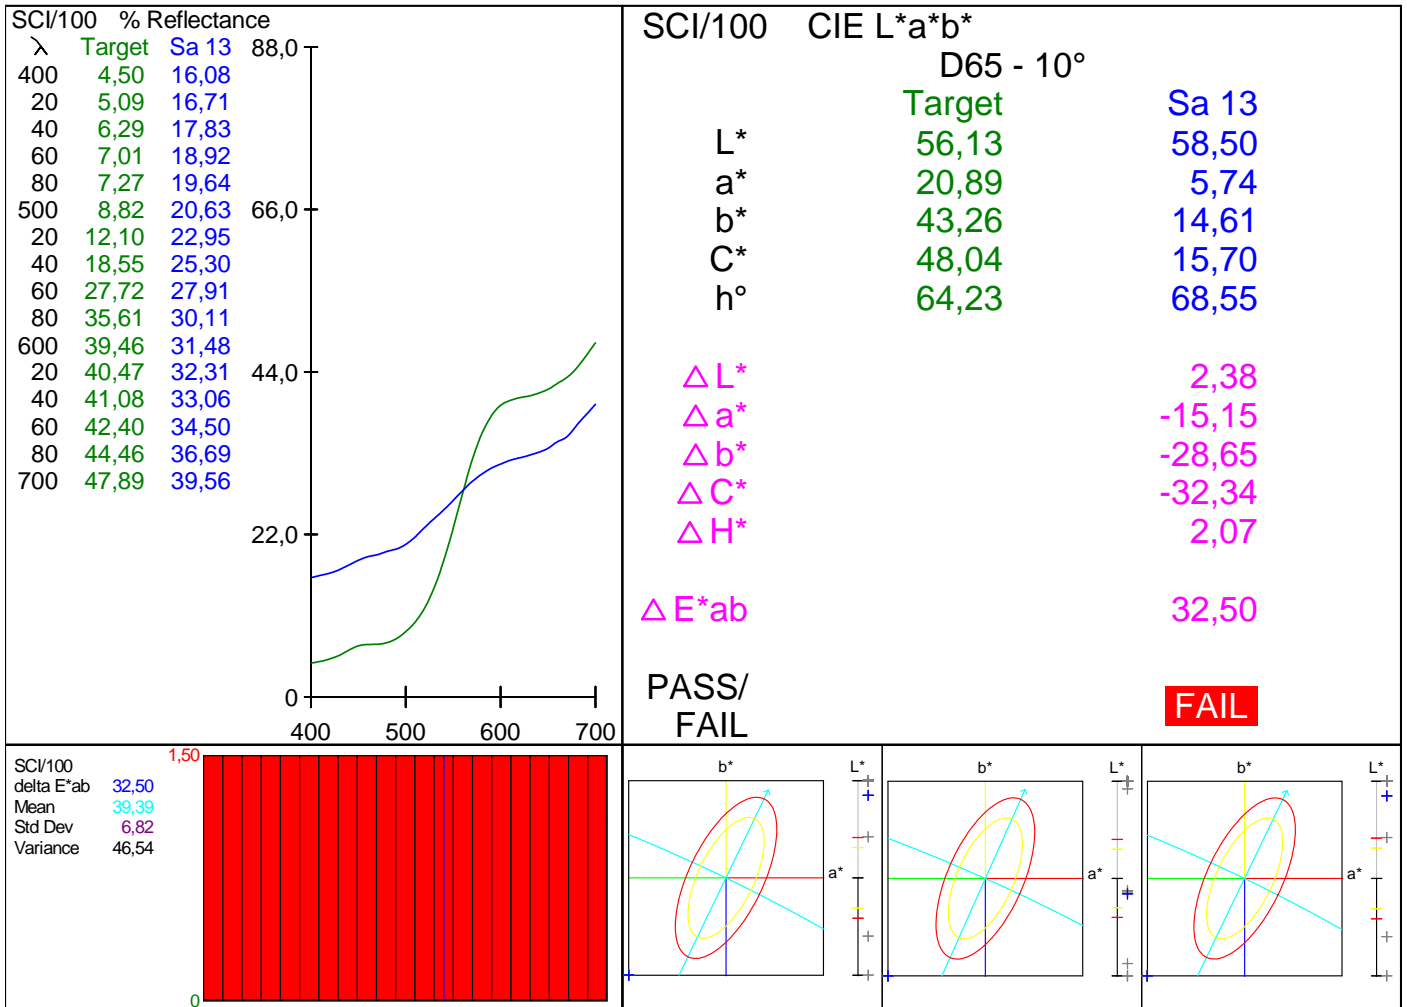 SCI/100 % Reflectance
λ Target Sa 13
400 4,50 16,08
20 5,09 16,71
40 6,29 17,83
60 7,01 18,92
80 7,27 19,64
500 8,82 20,63
20 12,10 22,95
40 18,55 25,30
60 27,72 27,91
80 35,61 30,11
600 39,46 31,48
20 40,47 32,31
40 41,08 33,06
60 42,40 34,50
80 44,46 36,69
700 47,89 39,56
88,0
66,0
44,0
22,0
0
400 500 600 700
SCI/100 CIE L*a*b*
D65 - 10°
Target Sa 13
L* 56,13 58,50
a* 20,89 5,74
b* 43,26 14,61
C* 48,04 15,70
h° 64,23 68,55
△ L* 2,38
△ a* -15,15
△ b* -28,65
△ C* -32,34
△ H* 2,07
△ E*ab 32,50
PASS/
FAIL
FAIL
SCI/100
delta E*ab 32,50
Mean 39,39
Std Dev 6,82
Variance 46,54
1,50
0
b* L*
a*
b* L*
a*
b* L*
a*